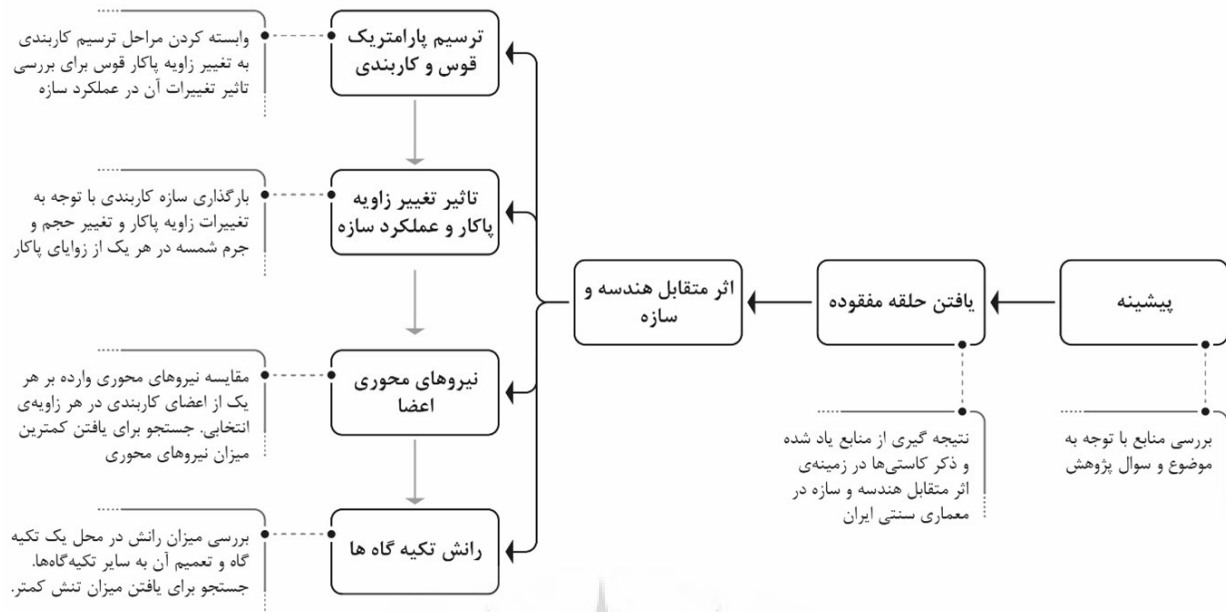 پیشینه
بررسی منابع با توجه به
موضوع و سوال پژوهش
یافتن حلقه مفقوده
نتیجه گیری از منابع یاد شده
و ذکر کاستی‌ها در زمینه‌ی
اثر متقابل هندسه و سازه در
معماری سنتی ایران
اثر متقابل هندسه و
سازه
ترسیم پارامتریک
قوس و کاربندی
وابسته کردن مراحل ترسیم کاربندی
به تغییر زاویه پاکار قوس برای بررسی
تاثیر تغییرات آن در عملکرد سازه
تاثیر تغییر زاویه
پاکار و عملکرد سازه
بارگذاری سازه کاربندی با توجه به
تغییرات زاویه پاکار و تغییر حجم و
جرم شمسه در هر یک از زوایای پاکار
نیروهای محوری
اعضا
مقایسه نیروهای محوری وارده بر هر
یک از اعضای کاربندی در هر زاویه‌ی
انتخابی. جستجو برای یافتن کمترین
میزان نیروهای محوری
رانش تکیه گاه ها
بررسی میزان رانش در محل یک تکیه
گاه و تعمیم آن به سایر تکیه‌گاه‌ها.
جستجو برای یافتن میزان تنش کمتر.